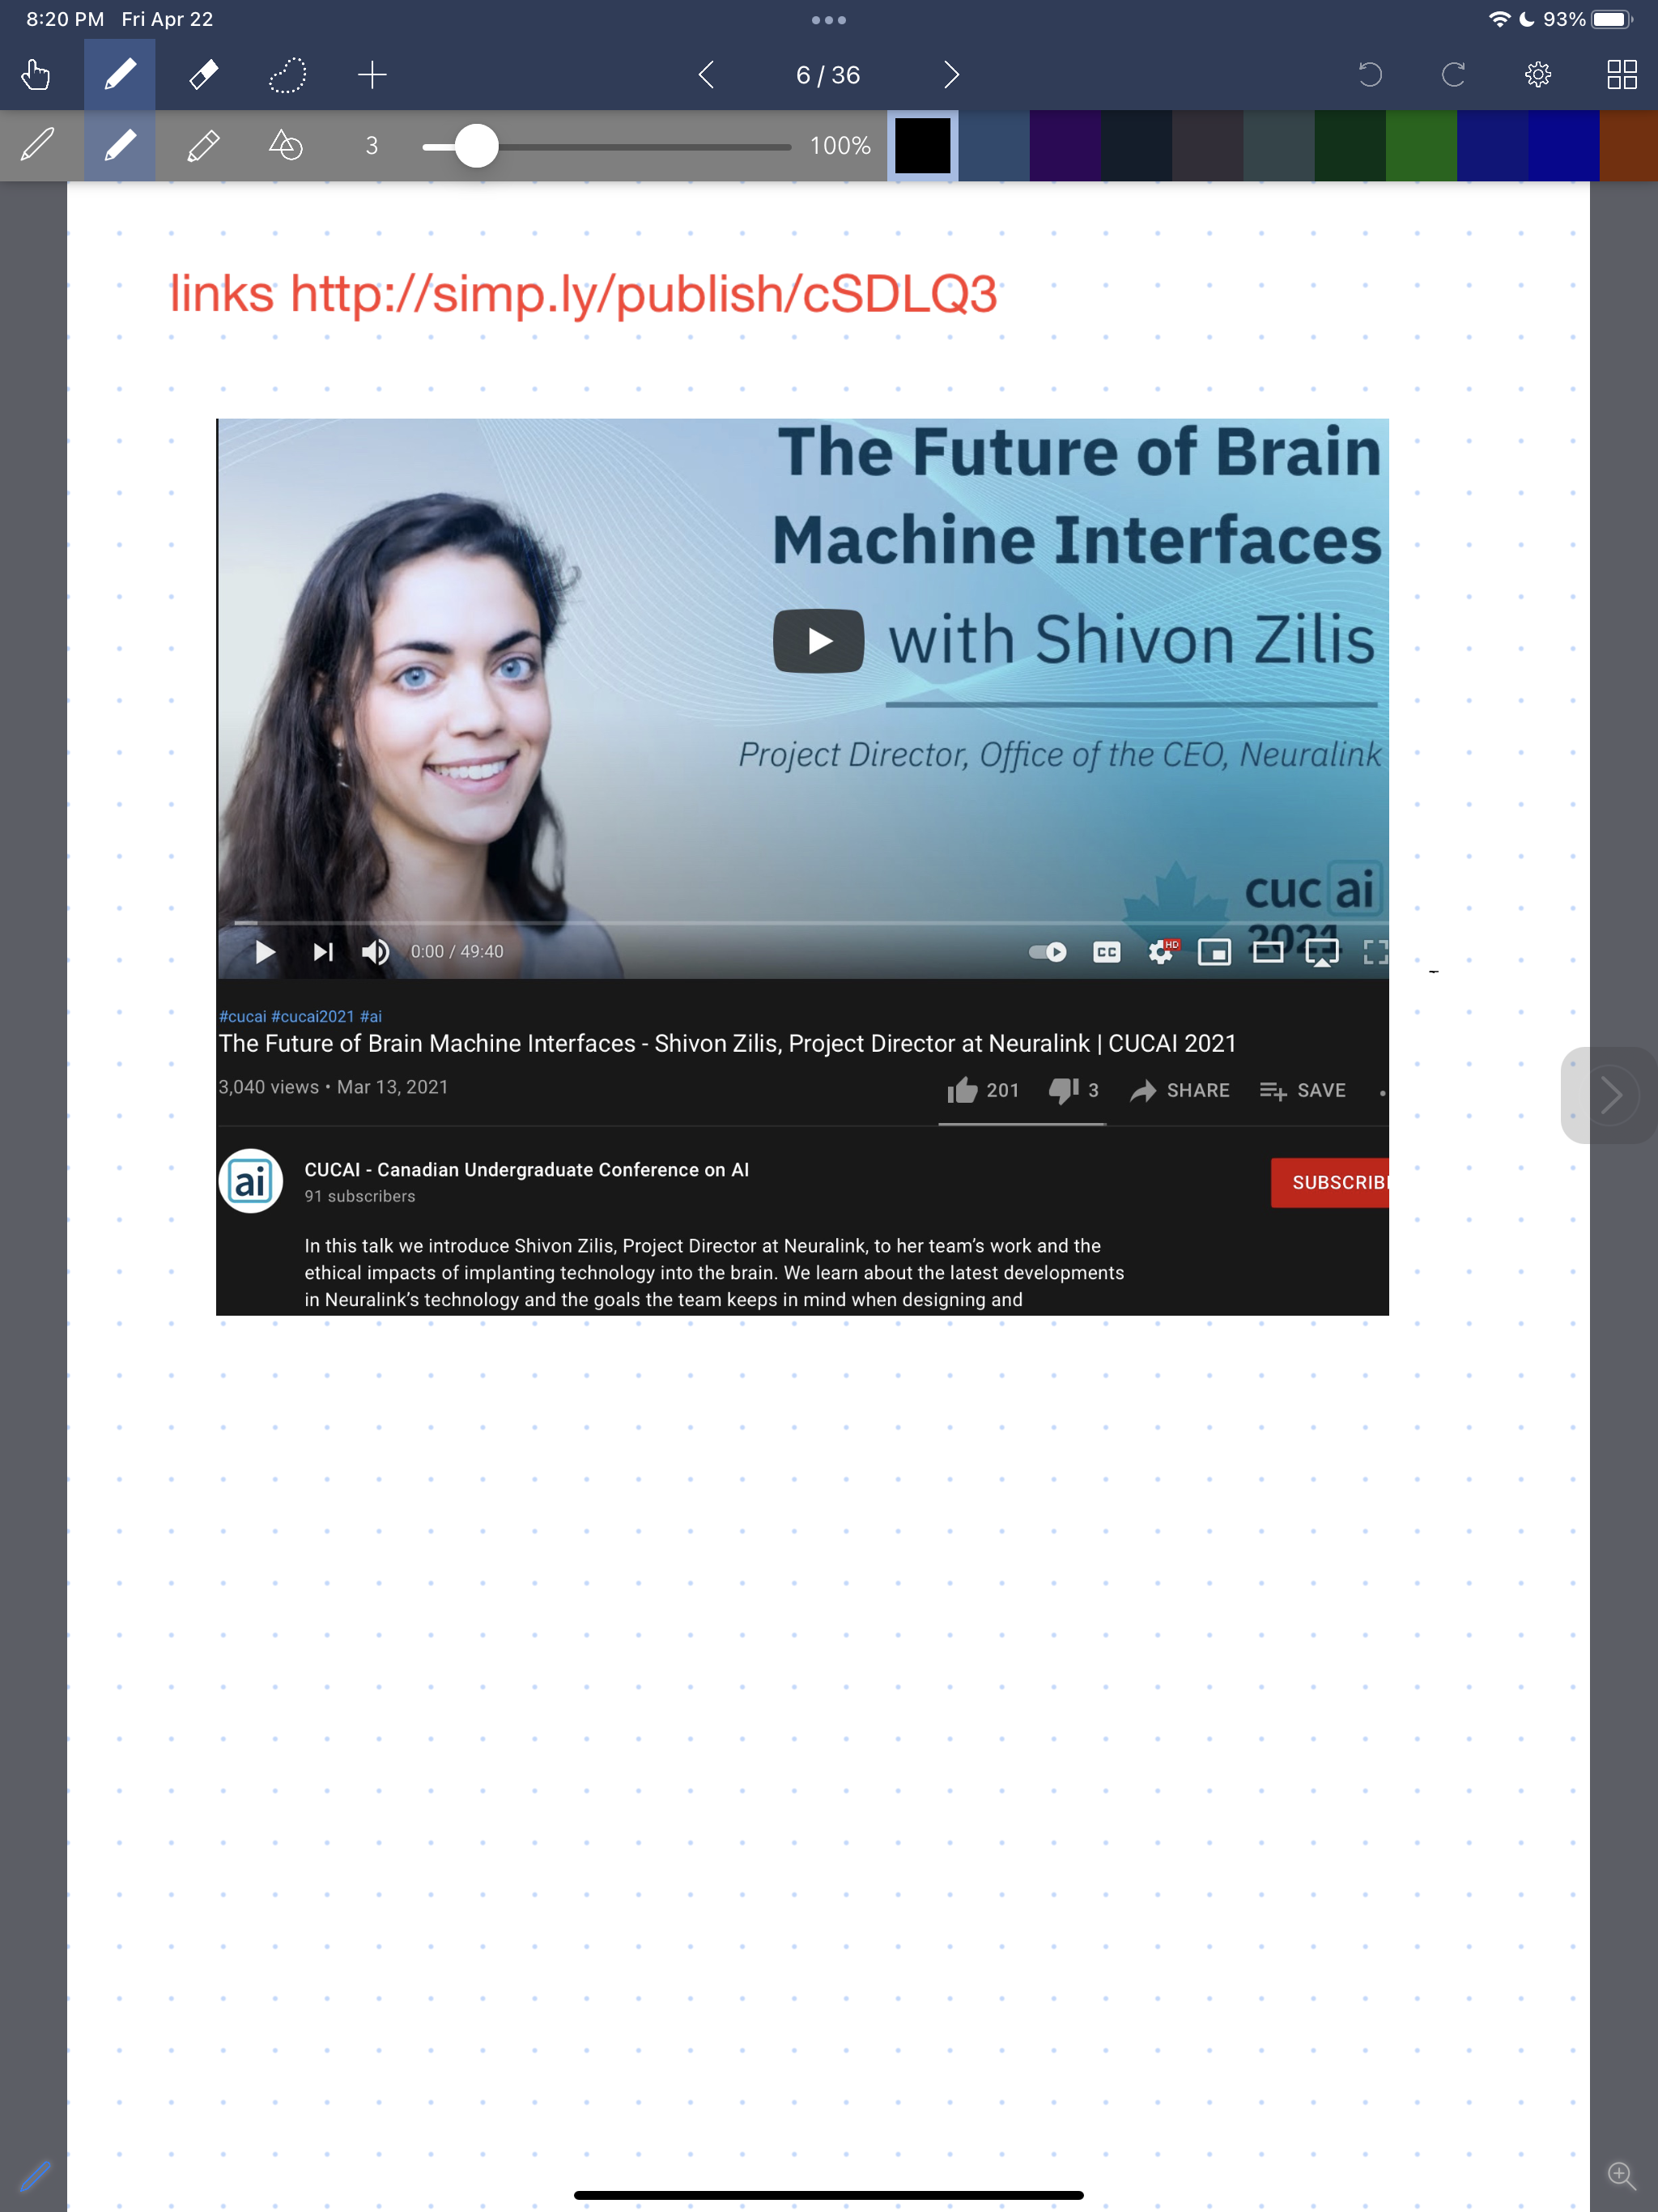 8:20 PM Fri Apr 22
93%
6 / 36
3
100%
links http://simp.ly/publish/cSDLQ3
The Future of Brain
Machine Interfaces
with Shivon Zilis
Project Director, Office of the CEO, Neuralink
cuc ai
2021
0:00 / 49:40
CC
HD
#cucai #cucai2021 #ai
The Future of Brain Machine Interfaces - Shivon Zilis, Project Director at Neuralink | CUCAI 2021
3,040 views • Mar 13, 2021
201
3
SHARE
SAVE
ai
CUCAI - Canadian Undergraduate Conference on AI
91 subscribers
SUBSCRIB
In this talk we introduce Shivon Zilis, Project Director at Neuralink, to her team's work and the
ethical impacts of implanting technology into the brain. We learn about the latest developments
in Neuralink's technology and the goals the team keeps in mind when designing and